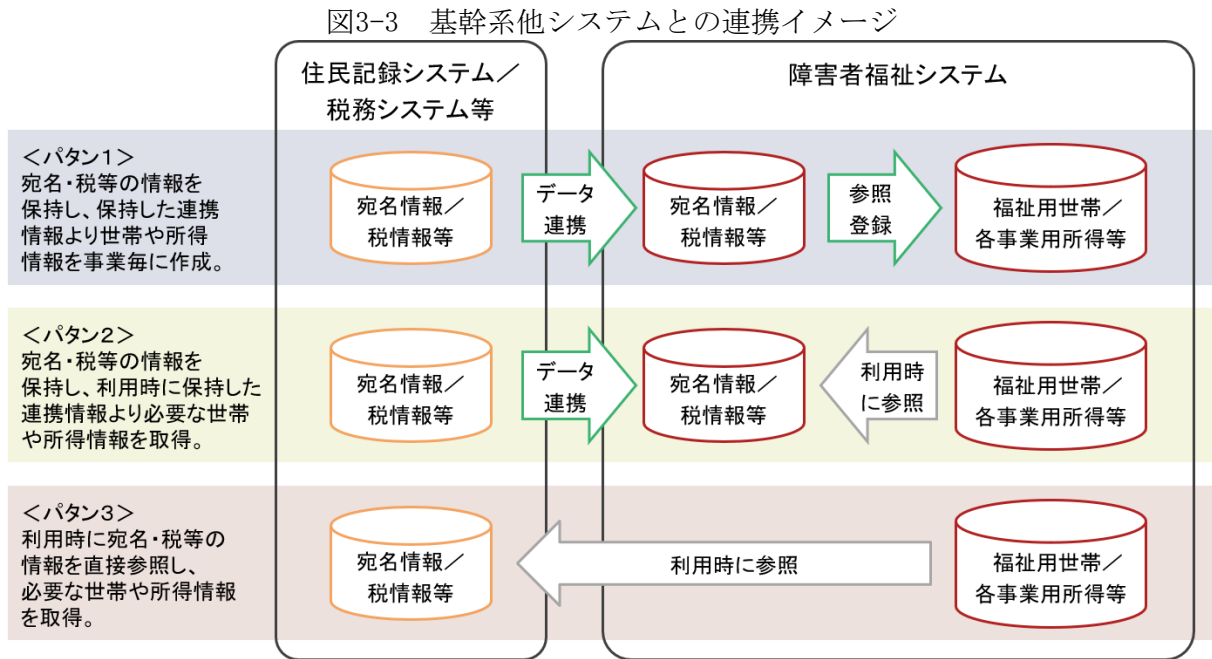 図3-3　基幹系他システムとの連携イメージ
住民記録システム／
税務システム等
障害者福祉システム
＜パタン1＞
宛名・税等の情報を
保持し、保持した連携
情報より世帯や所得
情報を事業毎に作成。
宛名情報／
税情報等
データ
連携
宛名情報／
税情報等
参照
登録
福祉用世帯／
各事業用所得等
＜パタン2＞
宛名・税等の情報を
保持し、利用時に保持した
連携情報より必要な世帯
や所得情報を取得。
宛名情報／
税情報等
データ
連携
宛名情報／
税情報等
利用時
に参照
福祉用世帯／
各事業用所得等
＜パタン3＞
利用時に宛名・税等の
情報を直接参照し、
必要な世帯や所得情報
を取得。
宛名情報／
税情報等
利用時に参照
福祉用世帯／
各事業用所得等